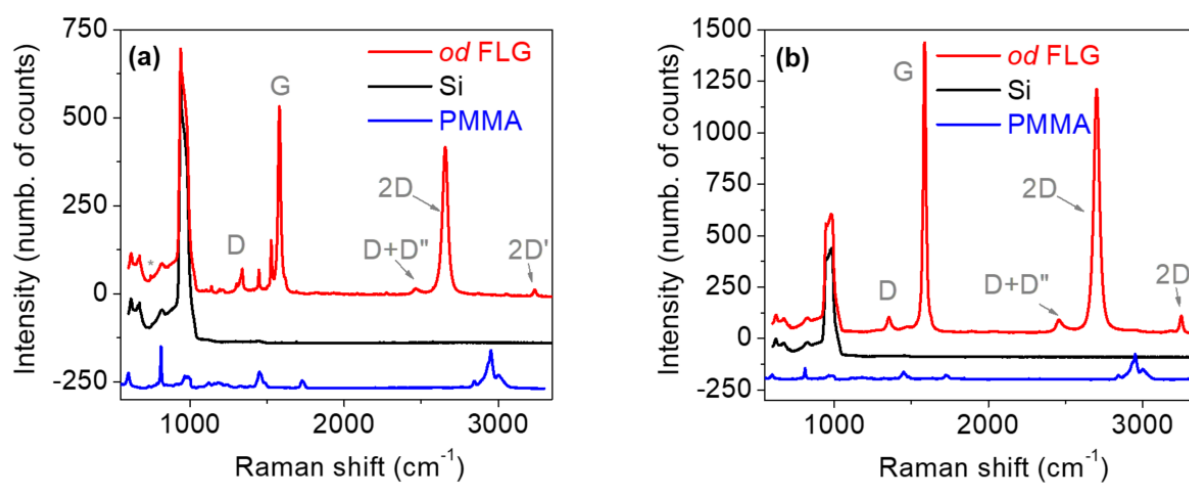 (a)
od FLG
Si
PMMA
G
D
2D
D+D"
2D'
*
750
500
250
0
-250
1000
2000
3000
Intensity (numb. of counts)
Raman shift (cm⁻¹)
(b)
od FLG
Si
PMMA
G
D
2D
D+D"
2D
1500
1250
1000
750
500
250
0
-250
1000
2000
3000
Intensity (numb. of counts)
Raman shift (cm⁻¹)